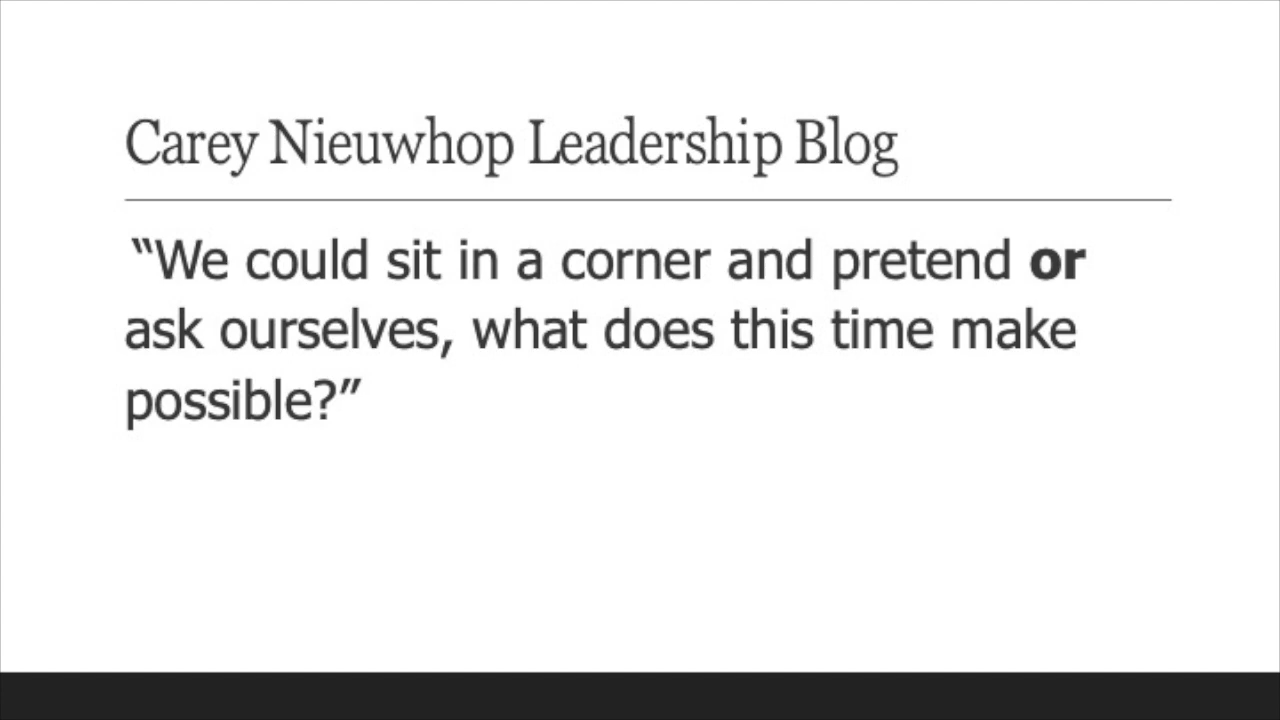 Carey Nieuwhop Leadership Blog
“We could sit in a corner and pretend or
ask ourselves, what does this time make
possible?”